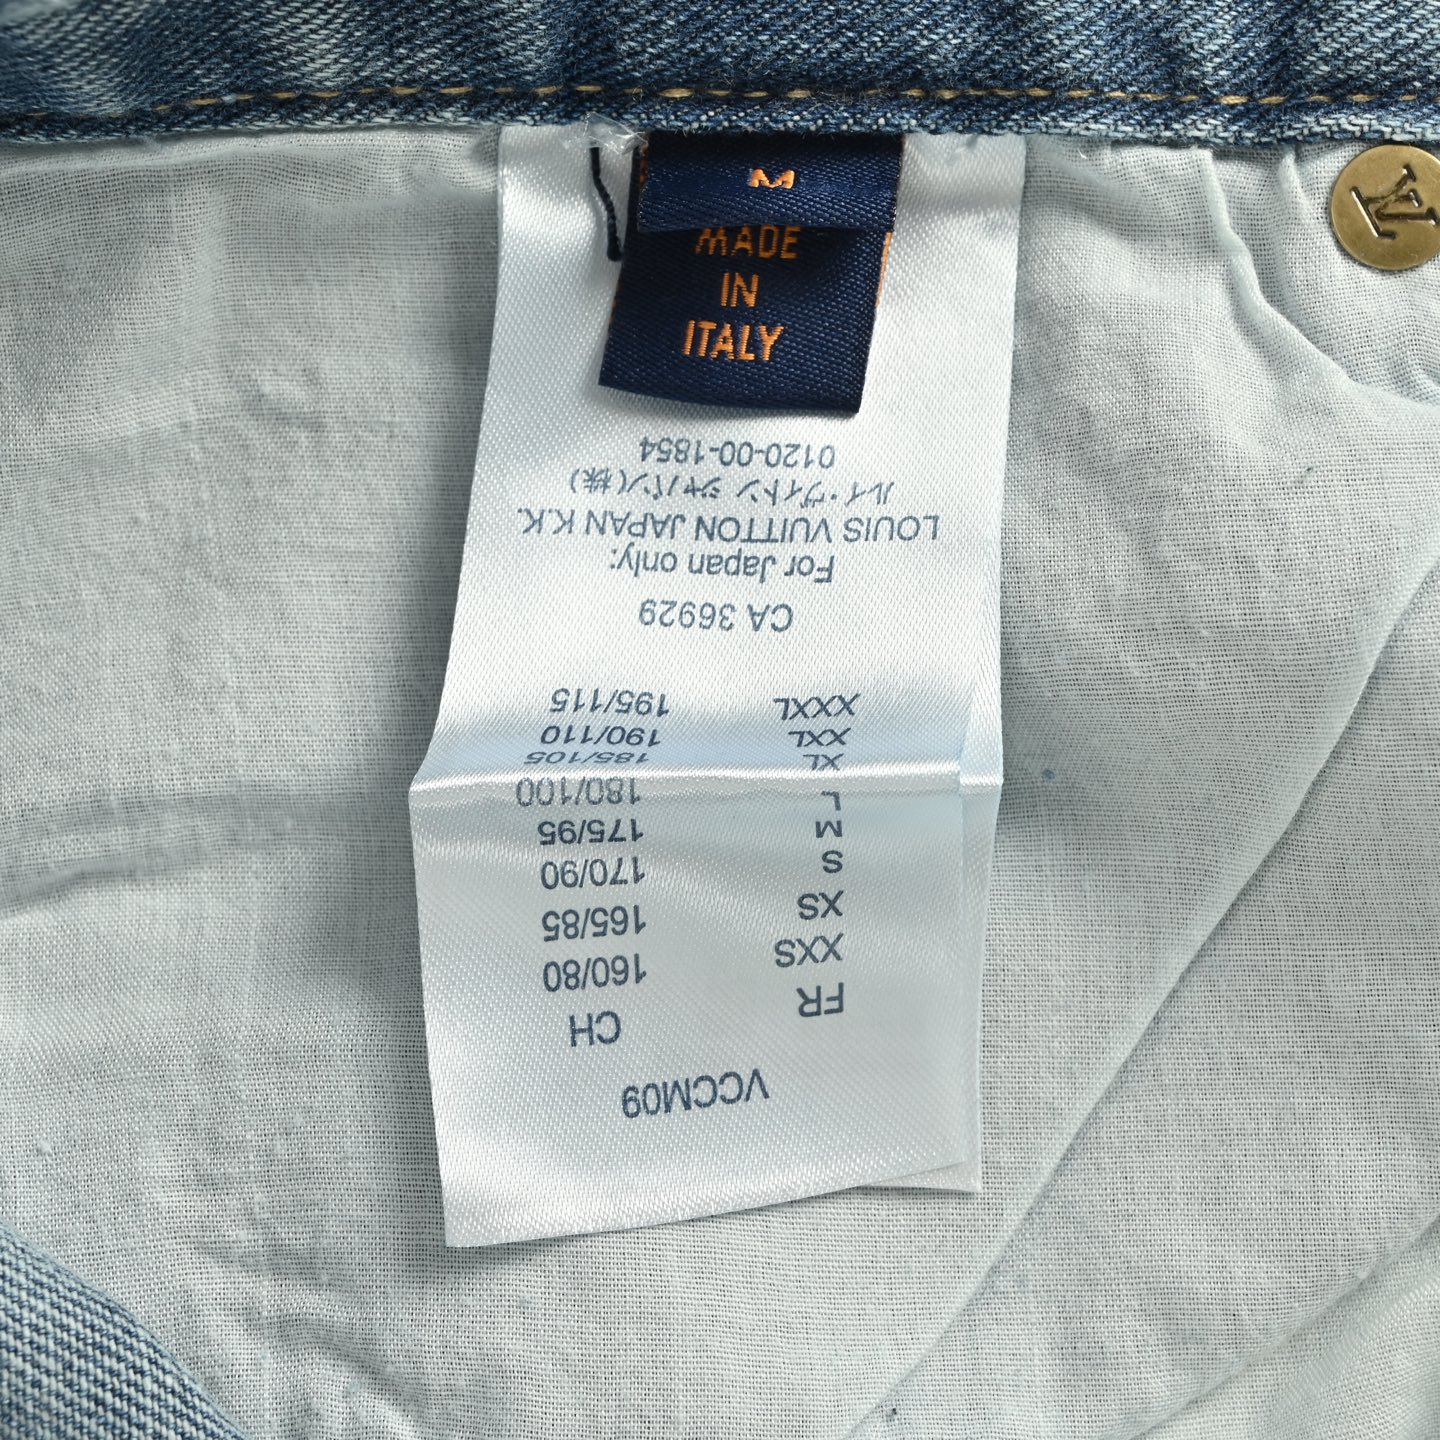 M
MADE
IN
ITALY
VCCM09
FR CH
XXS 160/80
XS 165/85
S 170/90
M 175/95
L 180/100
XL 185/105
XXL 190/110
XXXL 195/115
CA 36929
For Japan only:
LOUIS VUITTON JAPAN K.K.
ルイ・ヴィトン ジャパン(株)
0120-00-1854
LV